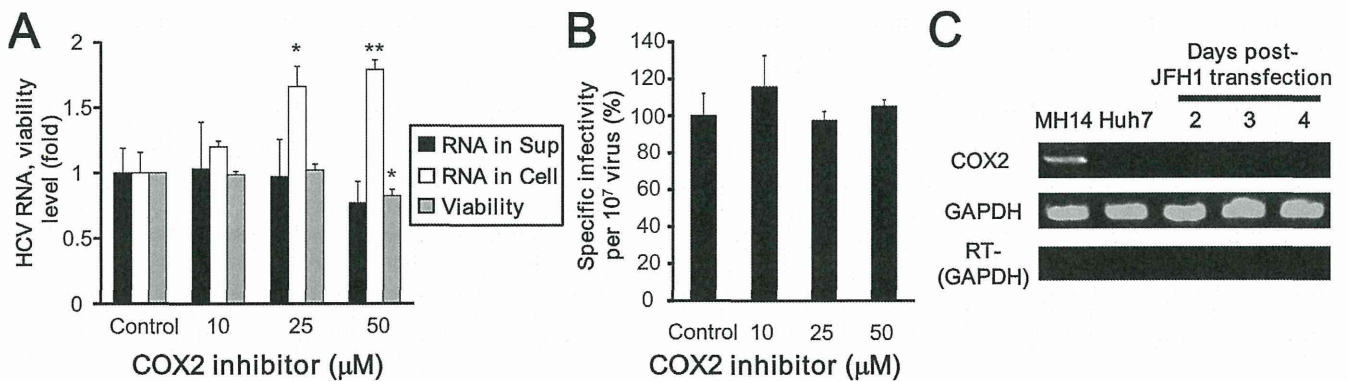 A
HCV RNA, viability
level (fold)
2
1.5
1
0.5
0
*
**
*
Control 10 25 50
COX2 inhibitor (μM)
RNA in Sup
RNA in Cell
Viability
B
Specific infectivity
per 10⁷ virus (%)
140
120
100
80
60
40
20
0
Control 10 25 50
COX2 inhibitor (μM)
C
Days post-
JFH1 transfection
MH14 Huh7 2 3 4
COX2
GAPDH
RT-
(GAPDH)